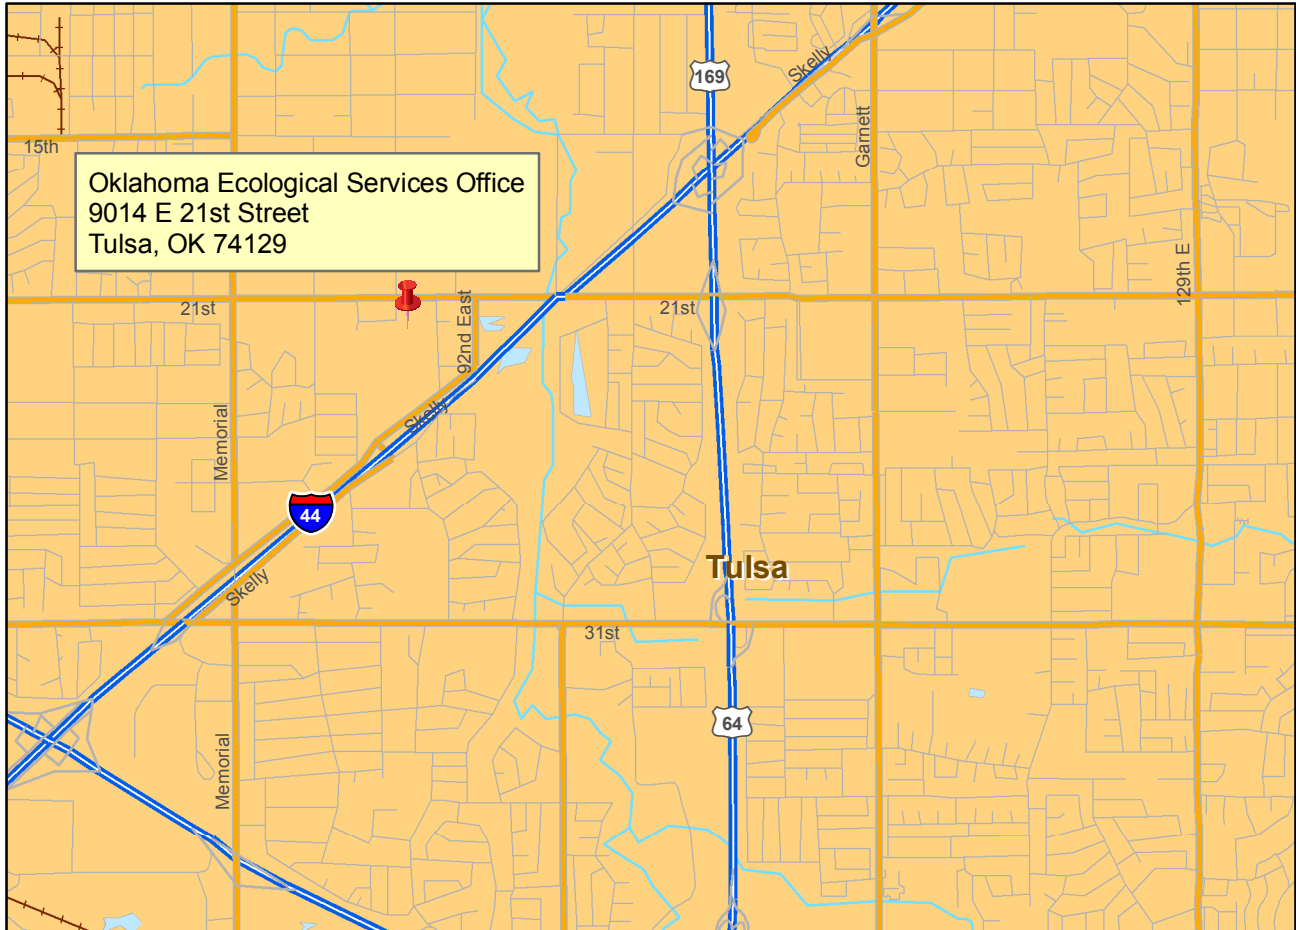 169
Skelly
Garnett
15th
Oklahoma Ecological Services Office
9014 E 21st Street
Tulsa, OK 74129
129th E
21st
92nd East
21st
Memorial
Skelly
44
Tulsa
Skelly
31st
64
Memorial